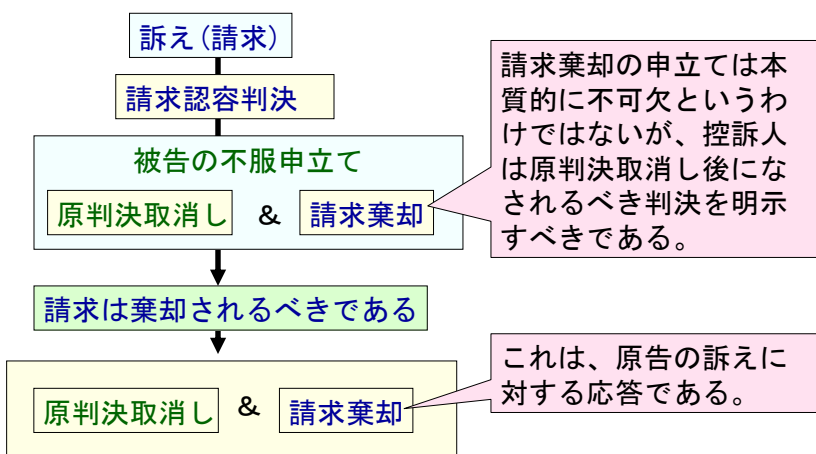 訴え(請求)
請求認容判決
被告の不服申立て
原判決取消し & 請求棄却
請求は棄却されるべきである
原判決取消し & 請求棄却
請求棄却の申立ては本
質的に不可欠というわ
けではないが、控訴人
は原判決取消し後にな
されるべき判決を明示
すべきである。
これは、原告の訴えに
対する応答である。